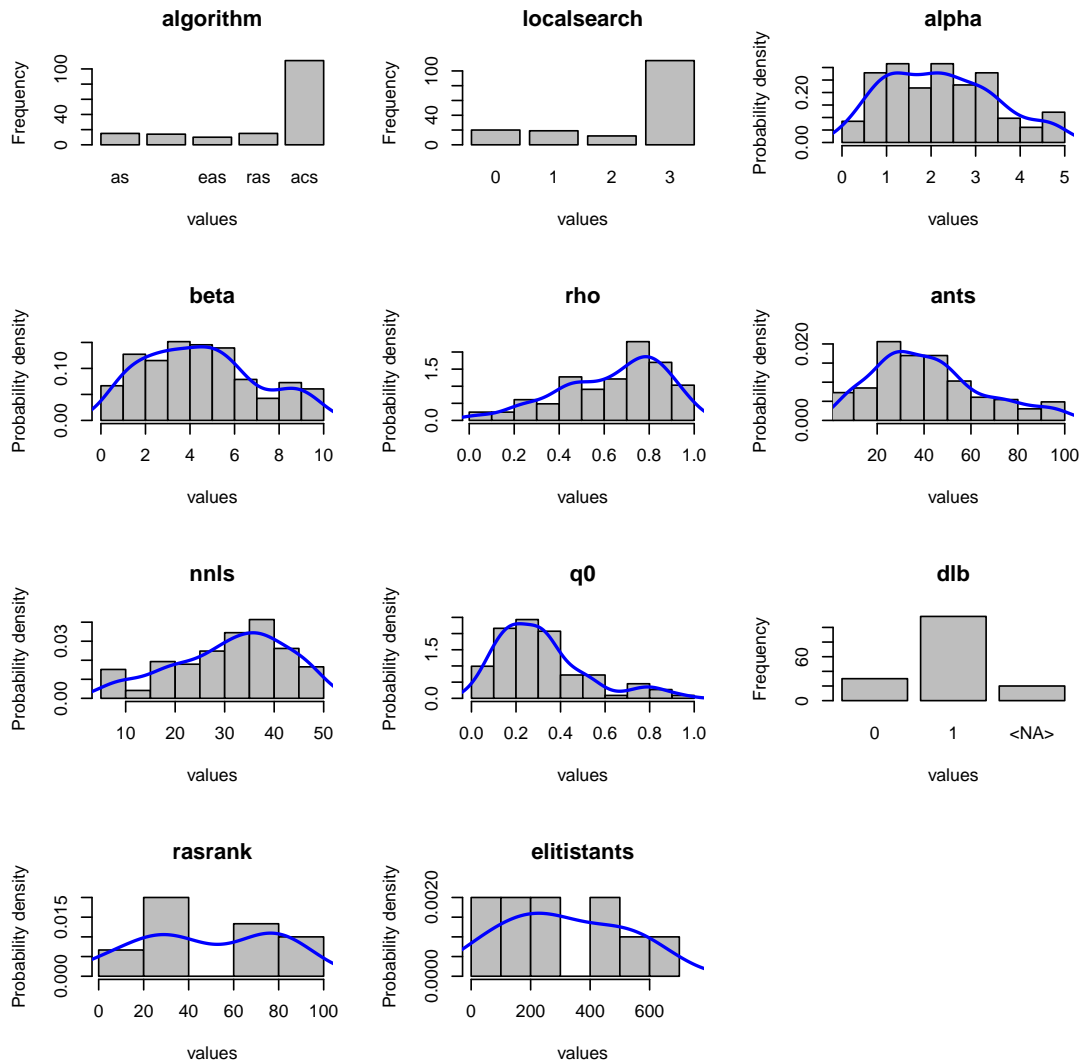 algorithm
Frequency
0 40 100
as eas ras acs
values
localsearch
Frequency
0 40 100
0 1 2 3
values
alpha
Probability density
0.00 0.20
0 1 2 3 4 5
values
beta
Probability density
0.00 0.10
0 2 4 6 8 10
values
rho
Probability density
0.0 1.5
0.0 0.2 0.4 0.6 0.8 1.0
values
ants
Probability density
0.000 0.020
20 40 60 80 100
values
nnls
Probability density
0.00 0.03
10 20 30 40 50
values
q0
Probability density
0.0 1.5
0.0 0.2 0.4 0.6 0.8 1.0
values
dlb
Frequency
0 60
0 1 <NA>
values
rasrank
Probability density
0.000 0.015
0 20 40 60 80 100
values
elitistants
Probability density
0.0000 0.0020
0 200 400 600
values